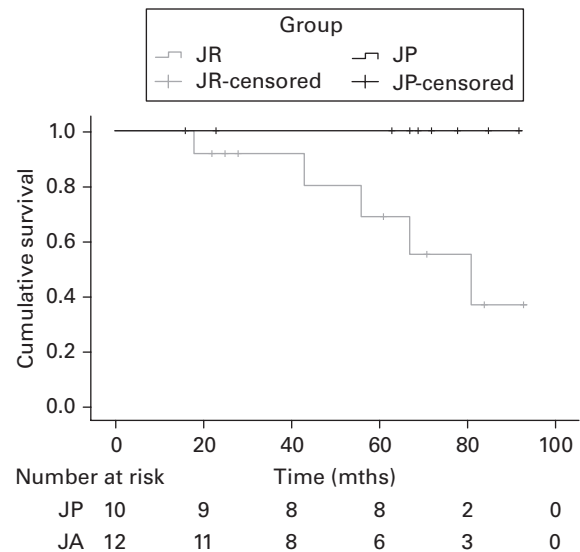 Group
JR JP
JR-censored JP-censored
Cumulative survival
1.0
0.8
0.6
0.4
0.2
0.0
0 20 40 60 80 100
Number at risk Time (mths)
JP 10 9 8 8 2 0
JA 12 11 8 6 3 0